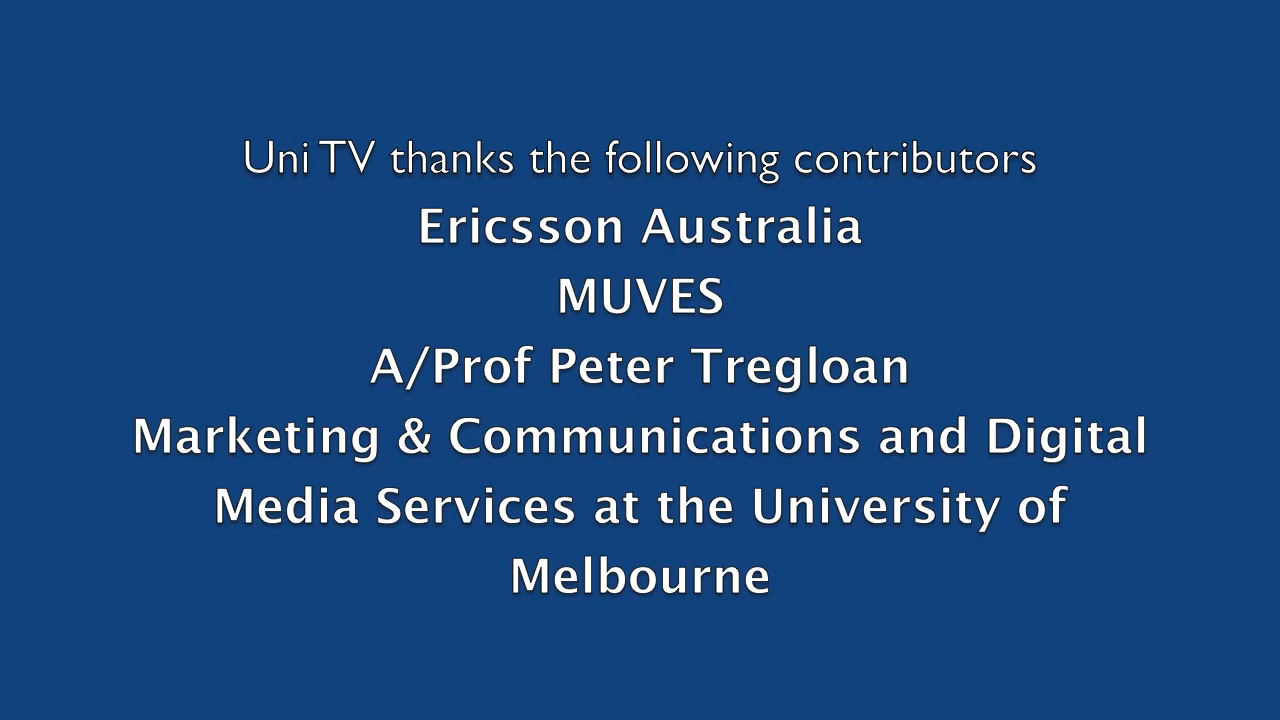 Uni TV thanks the following contributors
Ericsson Australia
MUVES
A/Prof Peter Tregloan
Marketing & Communications and Digital
Media Services at the University of
Melbourne